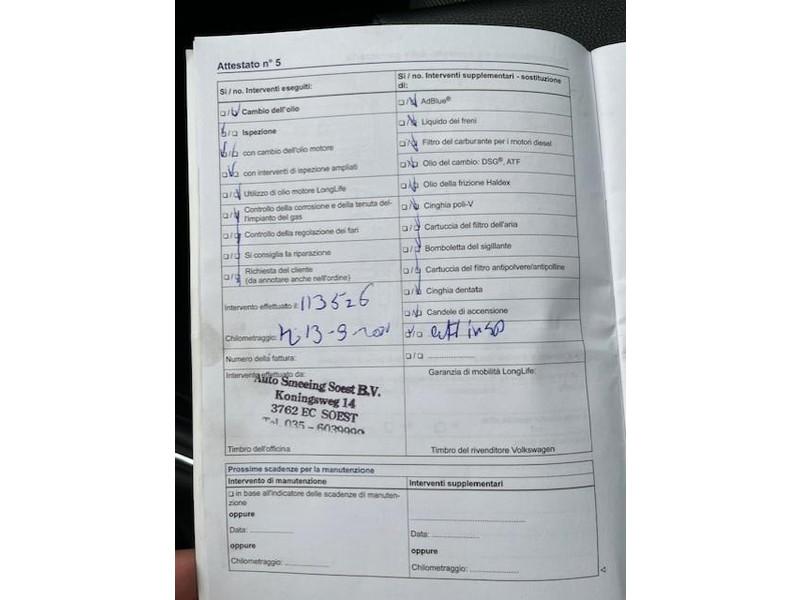 Attestato n° 5
Sì / no. Interventi eseguiti:
❏ / ❏ Cambio dell'olio
❏ / ❏ Ispezione
❏ / ❏ con cambio dell'olio motore
❏ / ❏ con interventi di ispezione ampliati
❏ / ❏ Utilizzo di olio motore LongLife
❏ / ❏ Controllo della corrosione e della tenuta del-
l'impianto del gas
❏ / ❏ Controllo della regolazione dei fari
❏ / ❏ Si consiglia la riparazione
❏ / ❏ Richiesta del cliente
(da annotare anche nell'ordine)
Intervento effettuato il: 113526
Chilometraggio: 13-9-
Numero della fattura:
Sì / no. Interventi supplementari - sostituzione
di:
❏ / ❏ AdBlue®
❏ / ❏ Liquido dei freni
❏ / ❏ Filtro del carburante per i motori diesel
❏ / ❏ Olio del cambio: DSG®, ATF
❏ / ❏ Olio della frizione Haldex
❏ / ❏ Cinghia poli-V
❏ / ❏ Cartuccia del filtro dell'aria
❏ / ❏ Bomboletta del sigillante
❏ / ❏ Cartuccia del filtro antipolvere/antipolline
❏ / ❏ Cinghia dentata
❏ / ❏ Candele di accensione
❏ / ❏
❏ / ❏ ....................
Intervento effettuato da:
Auto Smeeing Soest B.V.
Koningsweg 14
3762 EC SOEST
Tel. 035 - 6039990
Timbro dell'officina
Garanzia di mobilità LongLife:
Timbro del rivenditore Volkswagen
Prossime scadenze per la manutenzione
Intervento di manutenzione
❏ in base all'indicatore delle scadenze di manuten-
zione
oppure
Data: ....................
oppure
Chilometraggio: ....................
Interventi supplementari
........................................
Data: ....................
oppure
Chilometraggio: ....................